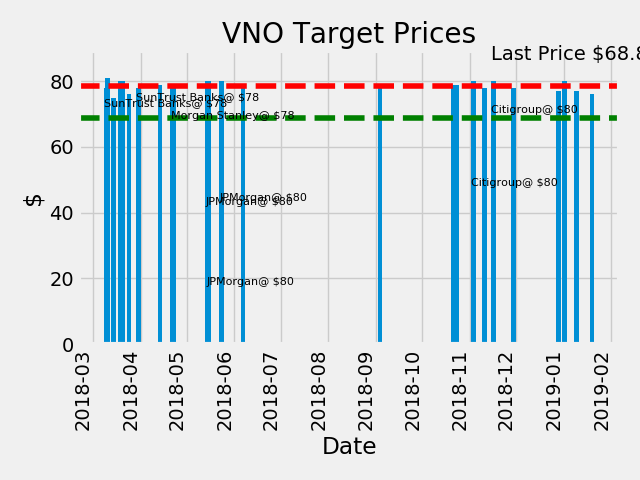 VNO Target Prices
Last Price $68.8
80
60
40
20
0
$
SunTrust Banks@ $78
SunTrust Banks@ $78
Morgan Stanley@ $78
Citigroup@ $80
Citigroup@ $80
JPMorgan@ $80
JPMorgan@ $80
JPMorgan@ $80
2018-03
2018-04
2018-05
2018-06
2018-07
2018-08
2018-09
2018-10
2018-11
2018-12
2019-01
2019-02
Date